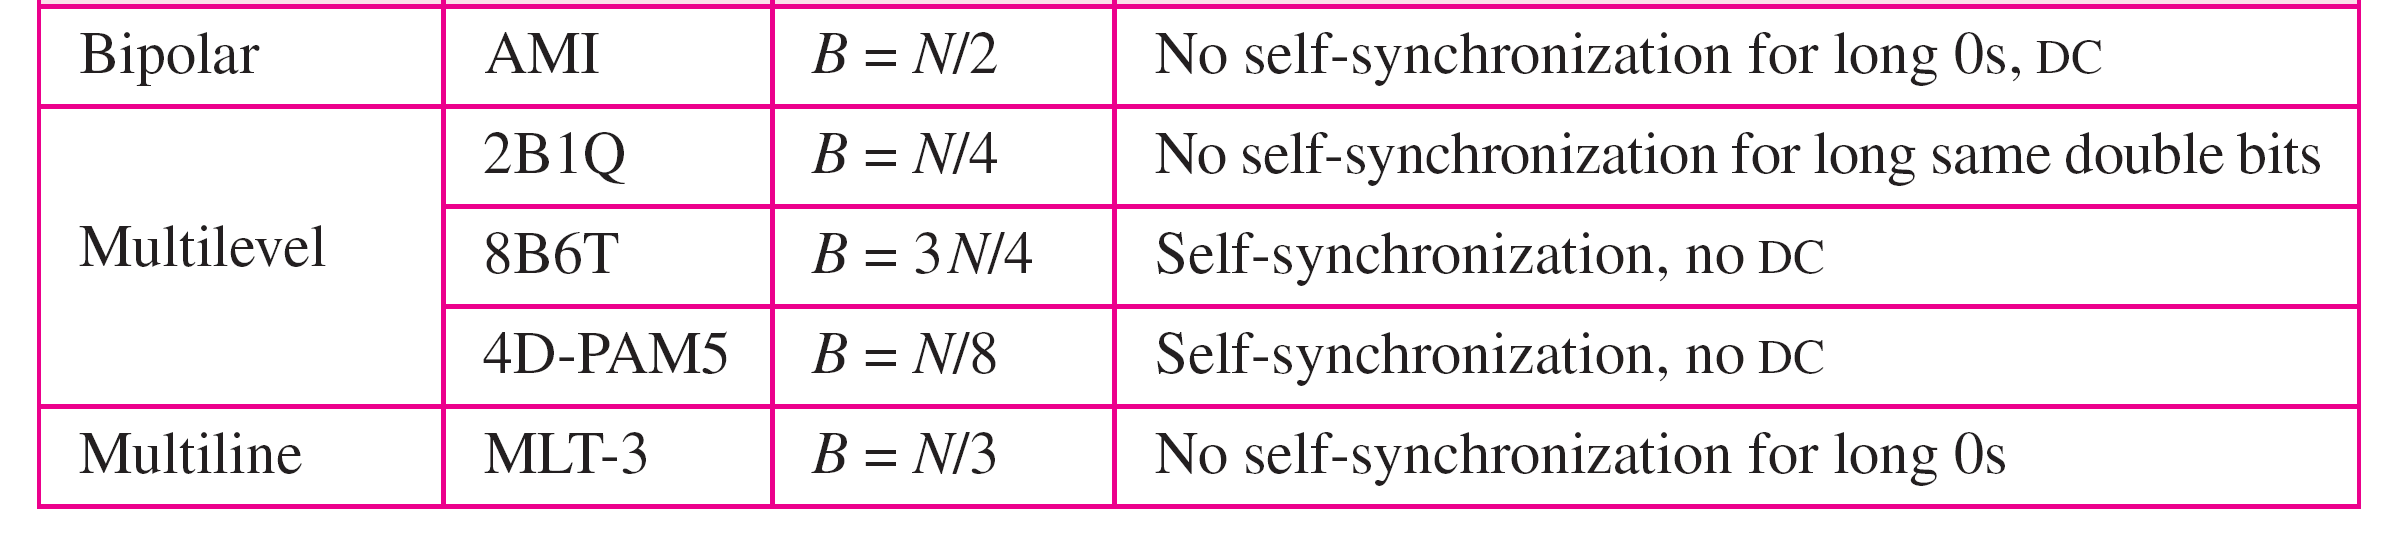 Bipolar AMI B = N/2 No self-synchronization for long 0s, DC
2B1Q B = N/4 No self-synchronization for long same double bits
Multilevel 8B6T B = 3N/4 Self-synchronization, no DC
4D-PAM5 B = N/8 Self-synchronization, no DC
Multiline MLT-3 B = N/3 No self-synchronization for long 0s